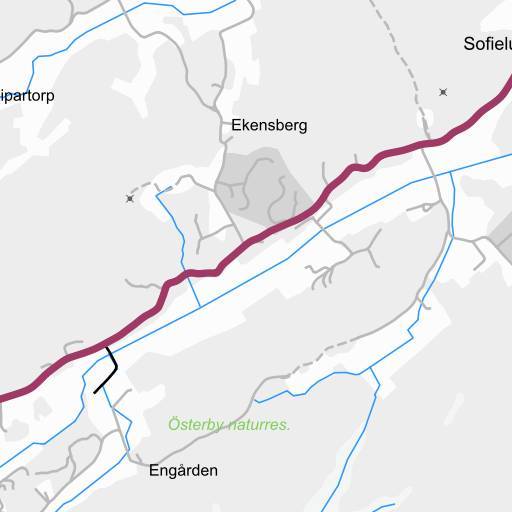 Sofielu
ipartorp
Ekensberg
Österby naturres.
Engården